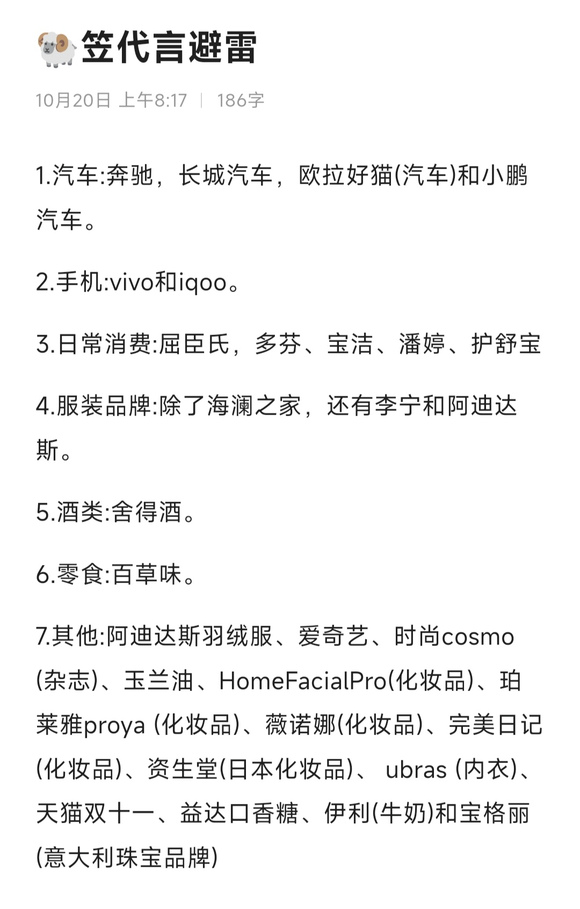 🐏笠代言避雷
10月20日 上午8:17 | 186字
1.汽车:奔驰，长城汽车，欧拉好猫(汽车)和小鹏
汽车。
2.手机:vivo和iqoo。
3.日常消费:屈臣氏，多芬、宝洁、潘婷、护舒宝
4.服装品牌:除了海澜之家，还有李宁和阿迪达
斯。
5.酒类:舍得酒。
6.零食:百草味。
7.其他:阿迪达斯羽绒服、爱奇艺、时尚cosmo
(杂志)、玉兰油、HomeFacialPro(化妆品)、珀
莱雅proya (化妆品)、薇诺娜(化妆品)、完美日记
(化妆品)、资生堂(日本化妆品)、 ubras (内衣)、
天猫双十一、益达口香糖、伊利(牛奶)和宝格丽
(意大利珠宝品牌)